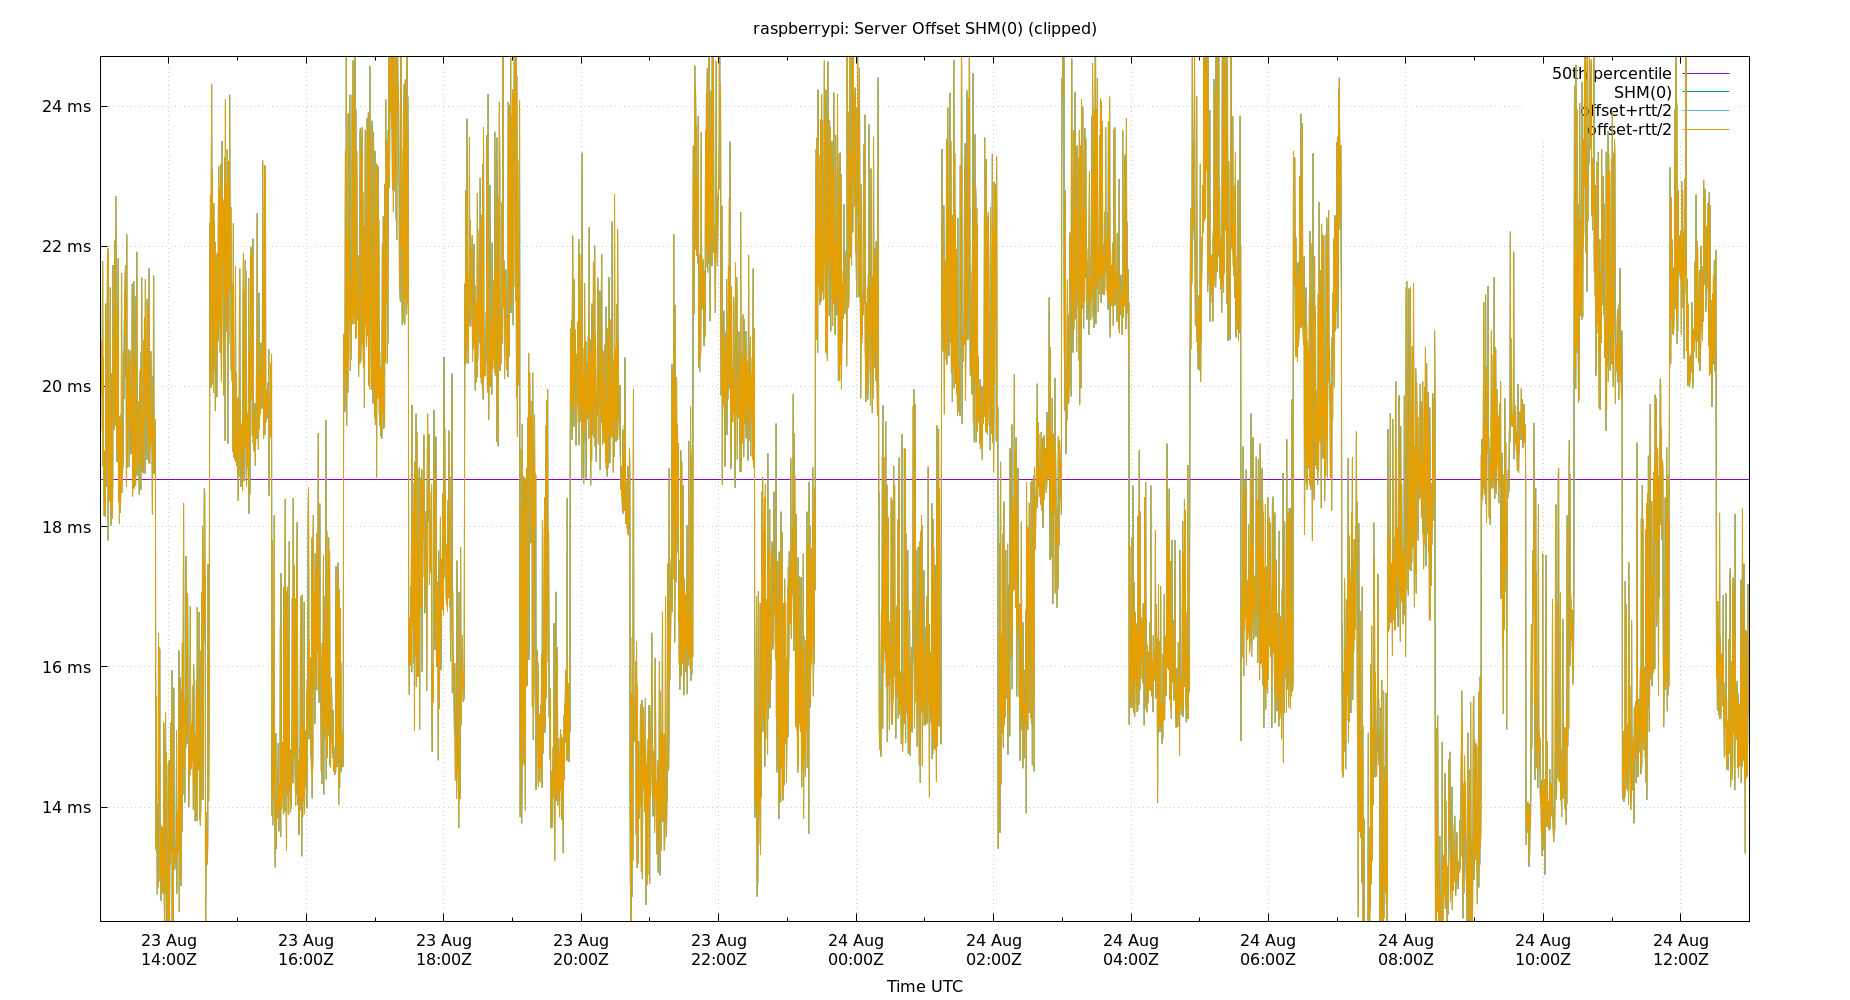 raspberrypi: Server Offset SHM(0) (clipped)
50th percentile
SHM(0)
offset+rtt/2
offset-rtt/2
24 ms
22 ms
20 ms
18 ms
16 ms
14 ms
23 Aug 23 Aug 23 Aug 23 Aug 23 Aug 24 Aug 24 Aug 24 Aug 24 Aug 24 Aug 24 Aug 24 Aug
14:00Z 16:00Z 18:00Z 20:00Z 22:00Z 00:00Z 02:00Z 04:00Z 06:00Z 08:00Z 10:00Z 12:00Z
Time UTC